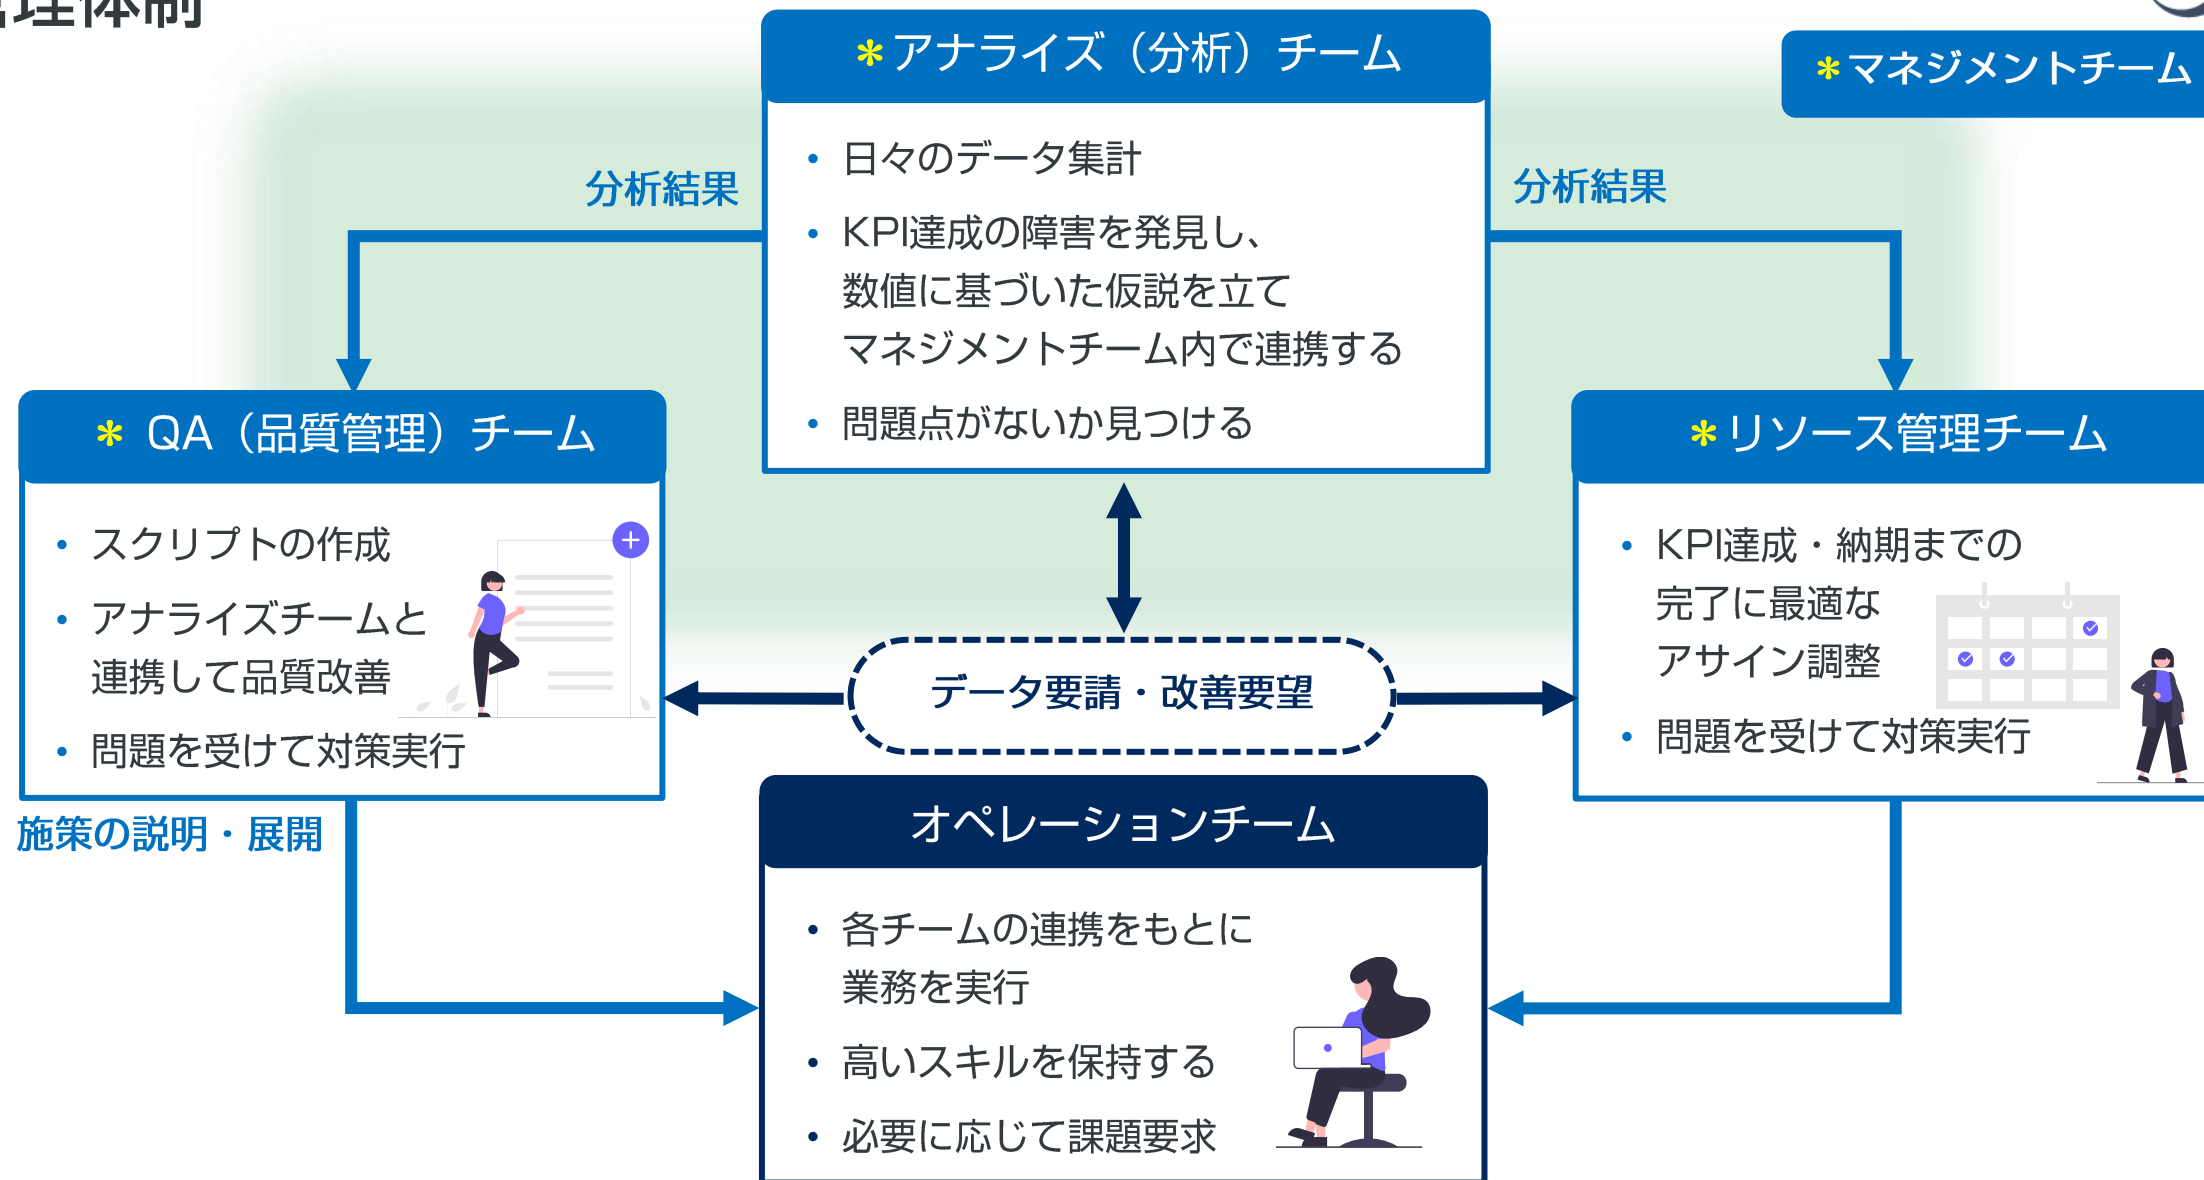 管理体制
*アナライズ（分析）チーム
*マネジメントチーム
・日々のデータ集計
・KPI達成の障害を発見し、
数値に基づいた仮説を立て
マネジメントチーム内で連携する
・問題点がないか見つける
分析結果
分析結果
* QA（品質管理）チーム
・スクリプトの作成
・アナライズチームと
連携して品質改善
・問題を受けて対策実行
*リソース管理チーム
・KPI達成・納期までの
完了に最適な
アサイン調整
・問題を受けて対策実行
データ要請・改善要望
施策の説明・展開
オペレーションチーム
・各チームの連携をもとに
業務を実行
・高いスキルを保持する
・必要に応じて課題要求